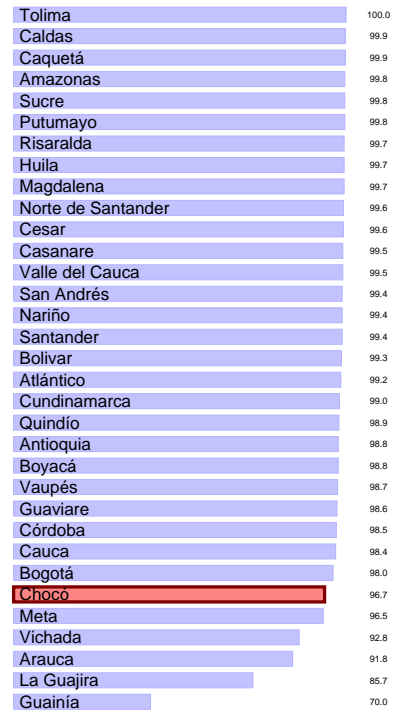 Tolima 100.0
Caldas 99.9
Caquetá 99.9
Amazonas 99.8
Sucre 99.8
Putumayo 99.8
Risaralda 99.7
Huila 99.7
Magdalena 99.7
Norte de Santander 99.6
Cesar 99.6
Casanare 99.5
Valle del Cauca 99.5
San Andrés 99.4
Nariño 99.4
Santander 99.4
Bolivar 99.3
Atlántico 99.2
Cundinamarca 99.0
Quindío 98.9
Antioquia 98.8
Boyacá 98.8
Vaupés 98.7
Guaviare 98.6
Córdoba 98.5
Cauca 98.4
Bogotá 98.0
Chocó 96.7
Meta 96.5
Vichada 92.8
Arauca 91.8
La Guajira 85.7
Guainía 70.0